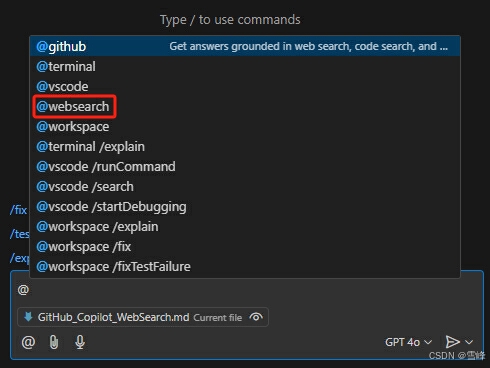 Type / to use commands
@github Get answers grounded in web search, code search, and ...
@terminal
@vscode
@websearch
@workspace
@terminal /explain
@vscode /runCommand
@vscode /search
@vscode /startDebugging
@workspace /explain
@workspace /fix
@workspace /fixTestFailure
/fix
/tes
/exp
@
GitHub_Copilot_WebSearch.md Current file
@ GPT 4o
CSDN @雪峰